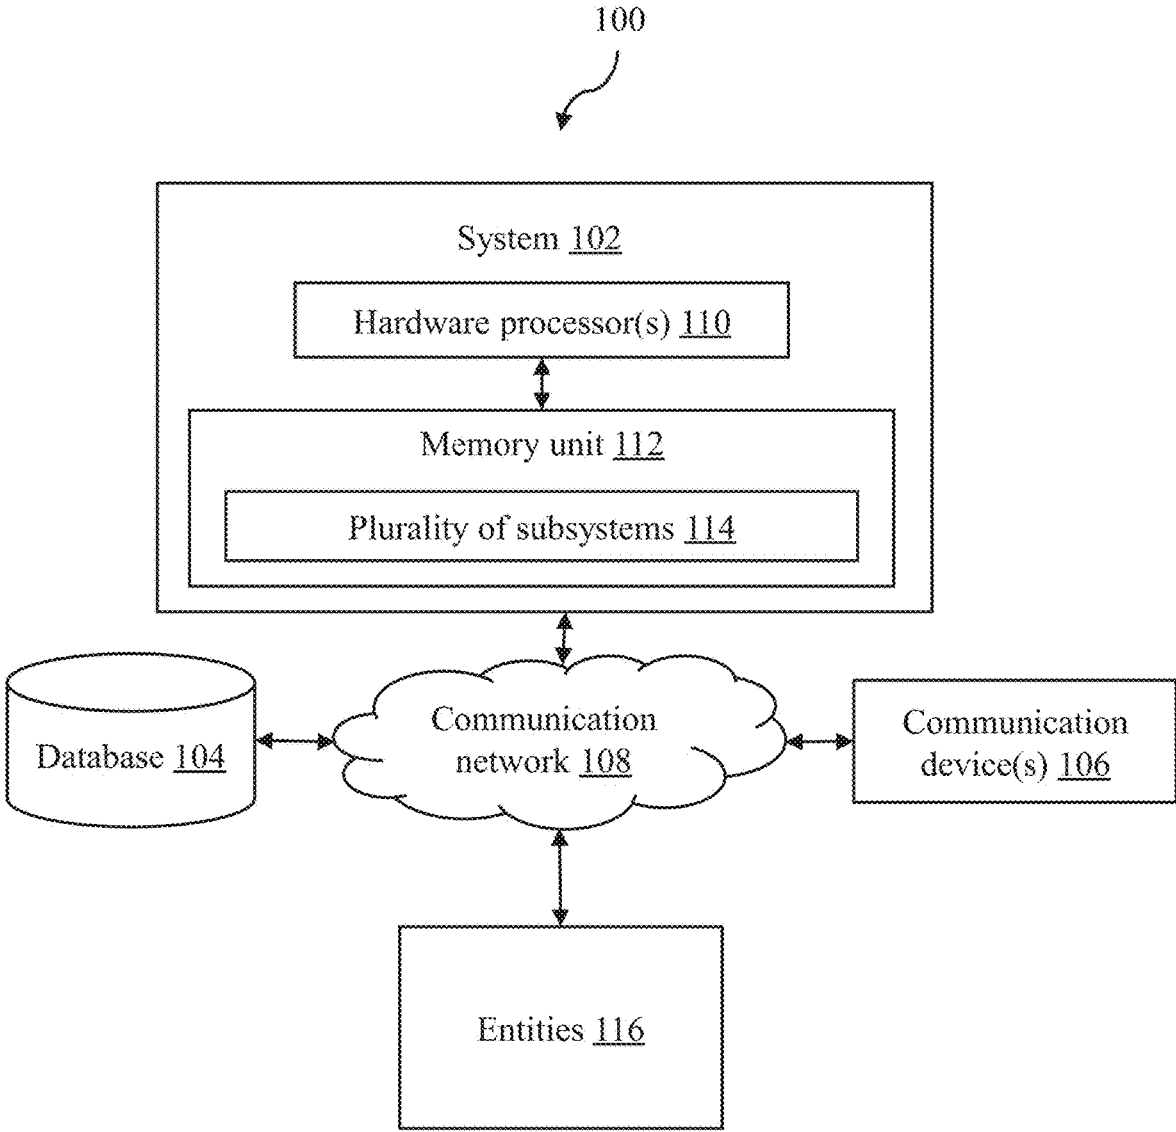 100
System 102
Hardware processor(s) 110
Memory unit 112
Plurality of subsystems 114
Database 104
Communication
network 108
Communication
device(s) 106
Entities 116